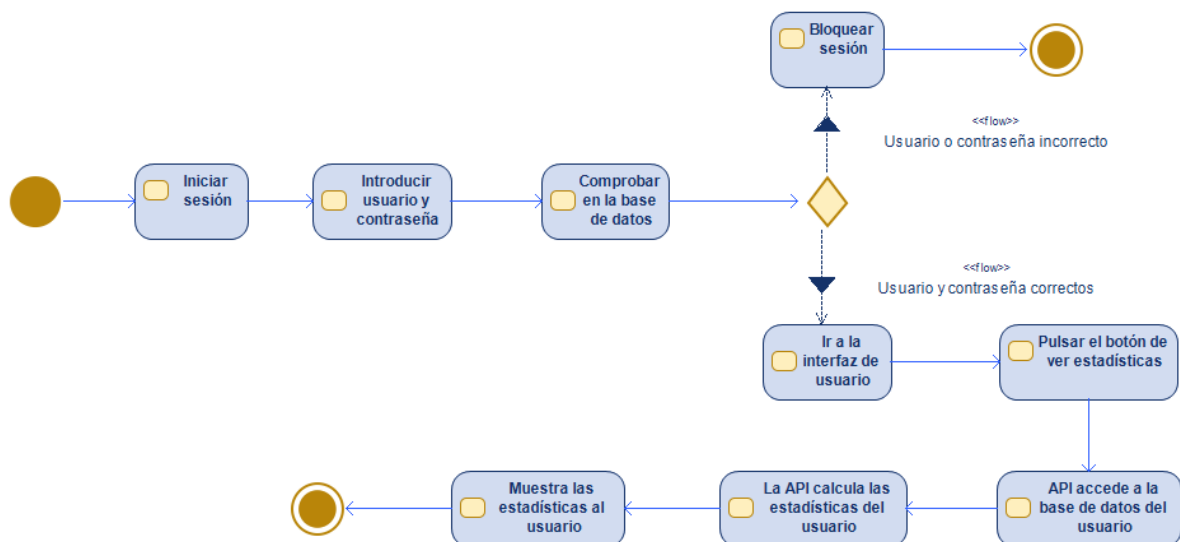 Bloquear
sesión
<<flow>>
Usuario o contraseña incorrecto
Iniciar
sesión
Introducir
usuario y
contraseña
Comprobar
en la base
de datos
<<flow>>
Usuario y contraseña correctos
Ir a la
interfaz de
usuario
Pulsar el botón de
ver estadísticas
Muestra las
estadísticas al
usuario
La API calcula las
estadísticas del
usuario
API accede a la
base de datos del
usuario